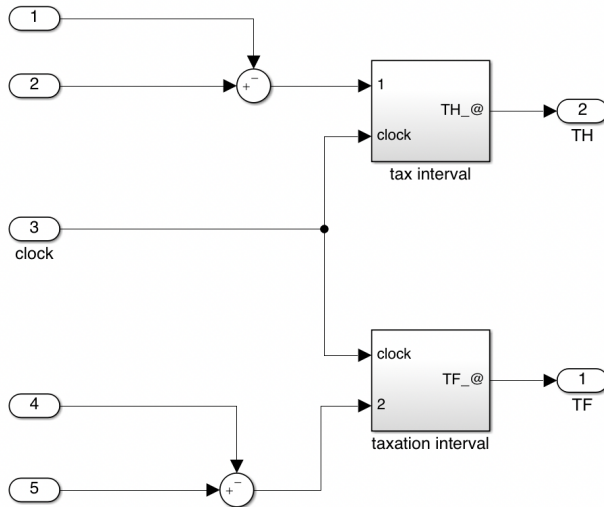 1
2
+
−
1
clock
TH_@
tax interval
2
TH
3
clock
clock
2
TF_@
taxation interval
1
TF
4
5
+
−